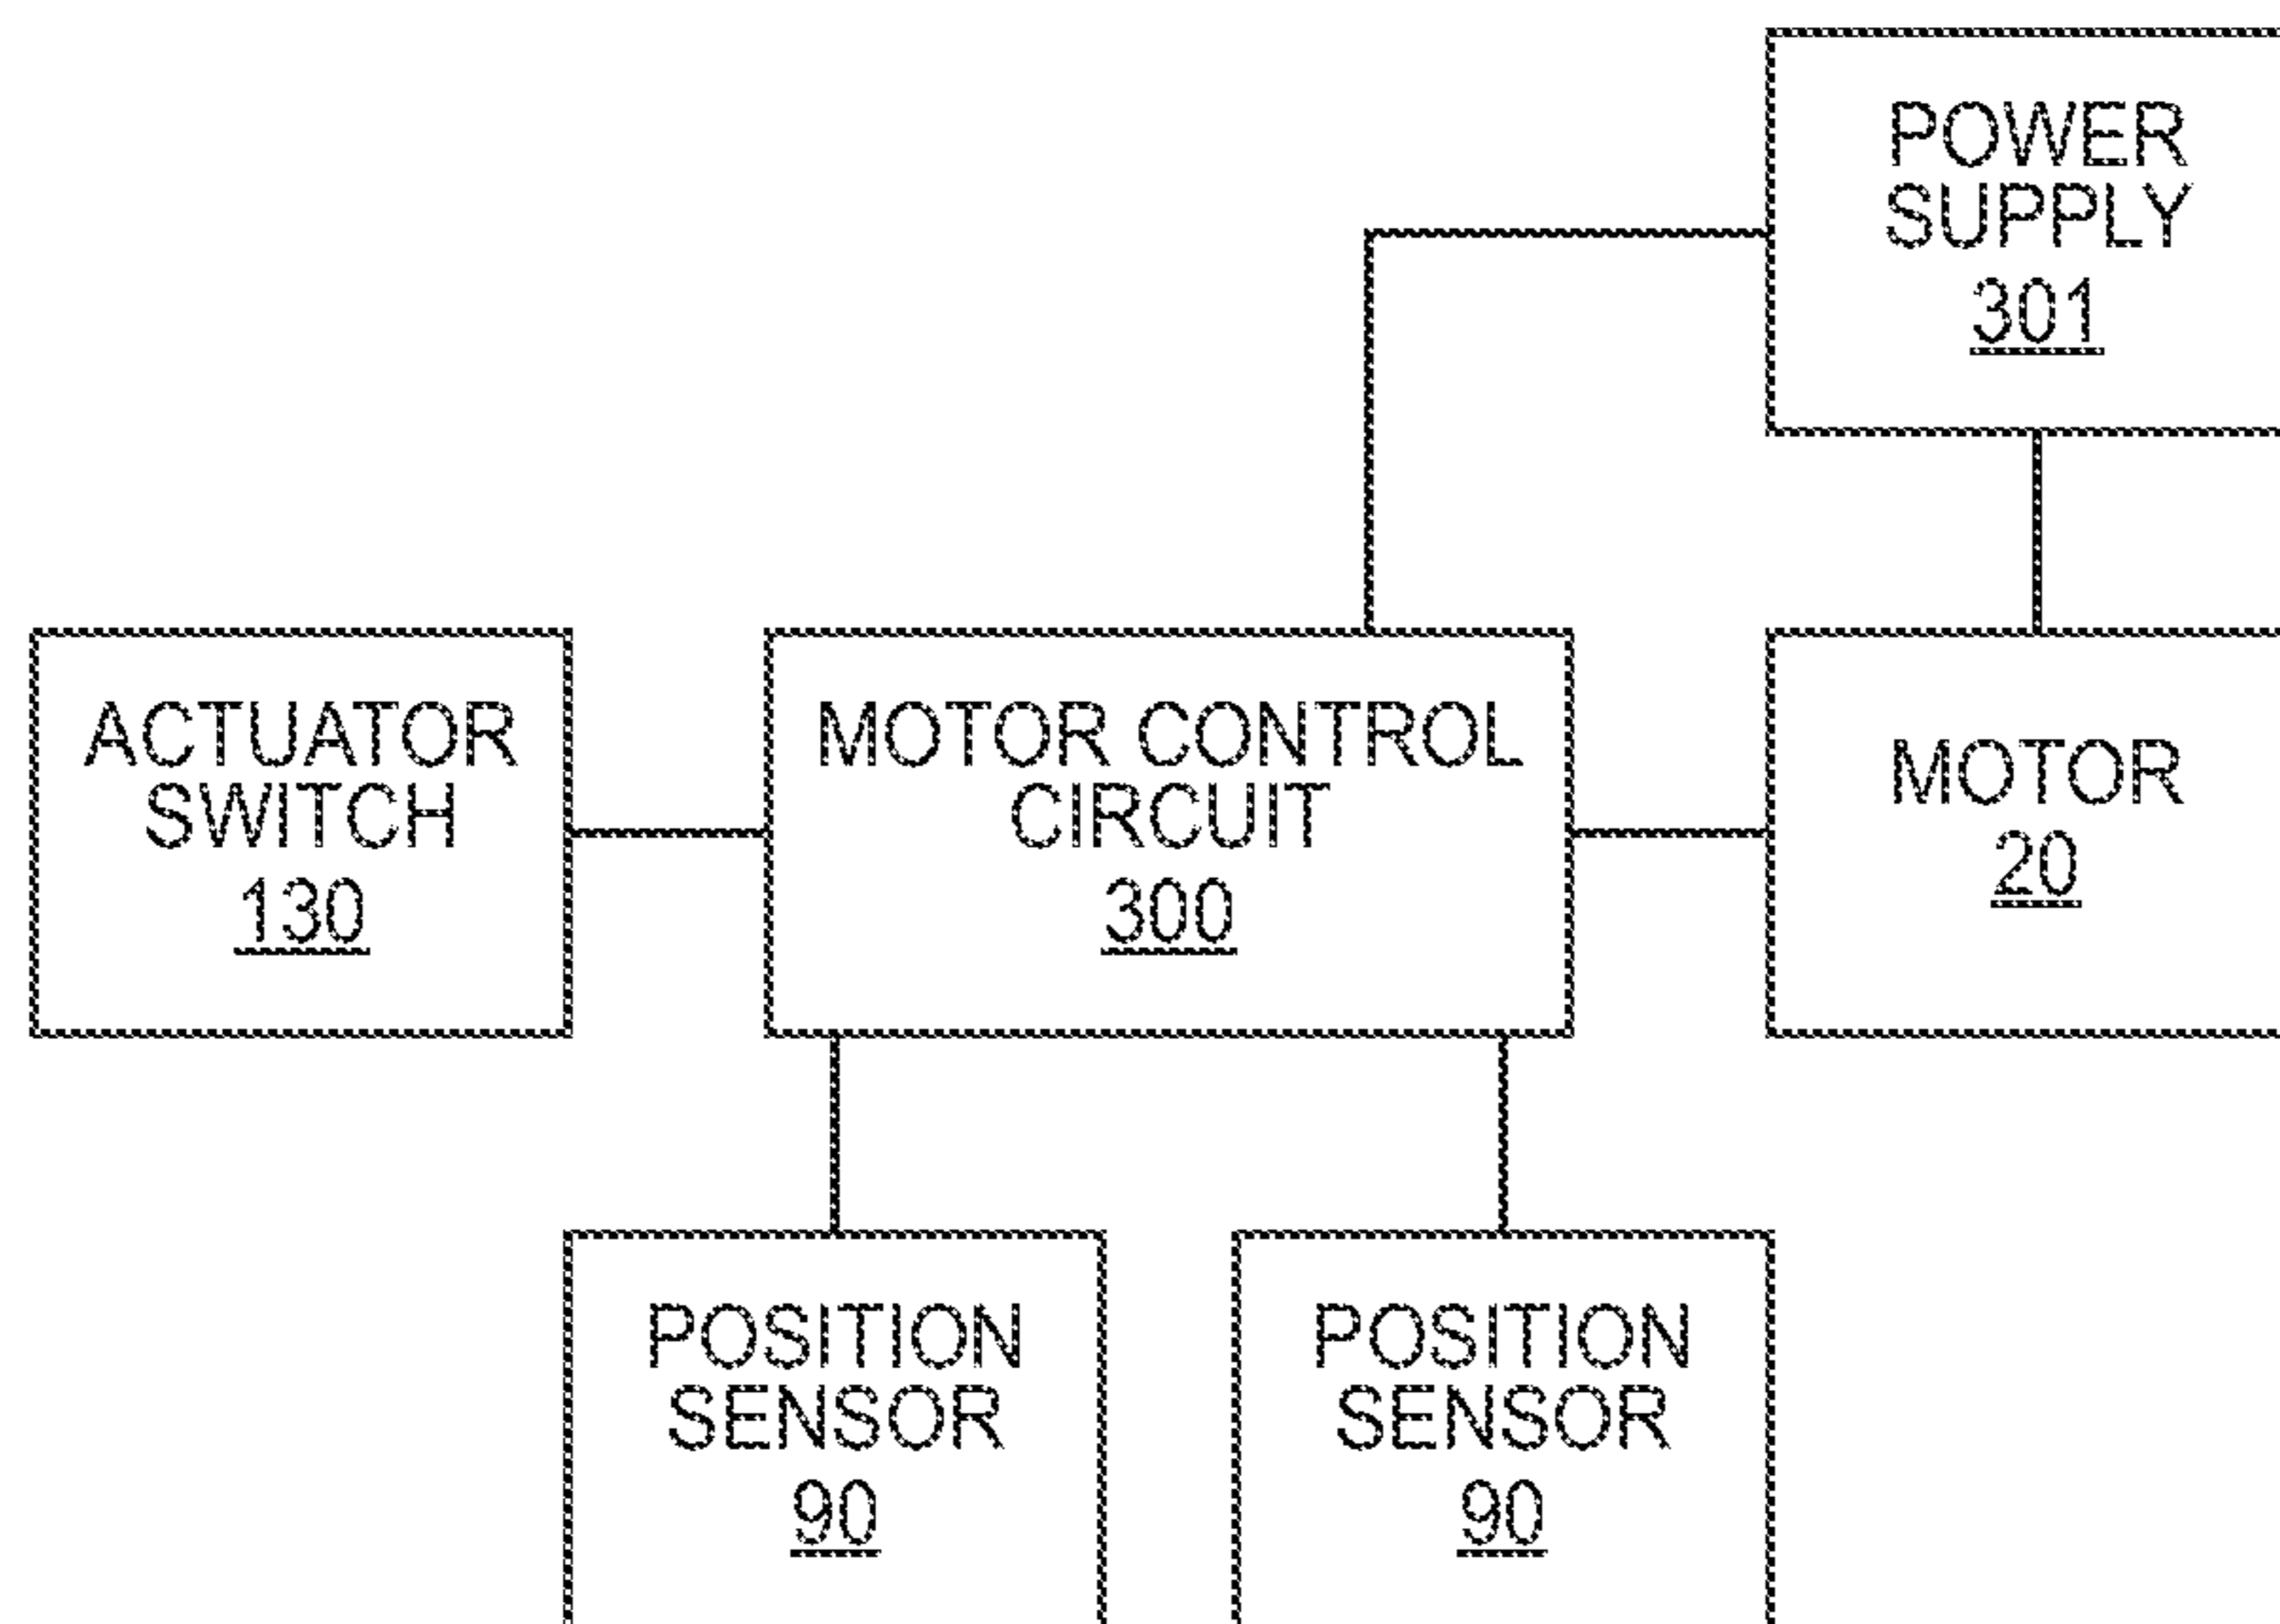 POWER
SUPPLY
301
ACTUATOR
SWITCH
130
MOTOR CONTROL
CIRCUIT
300
MOTOR
20
POSITION
SENSOR
90
POSITION
SENSOR
90